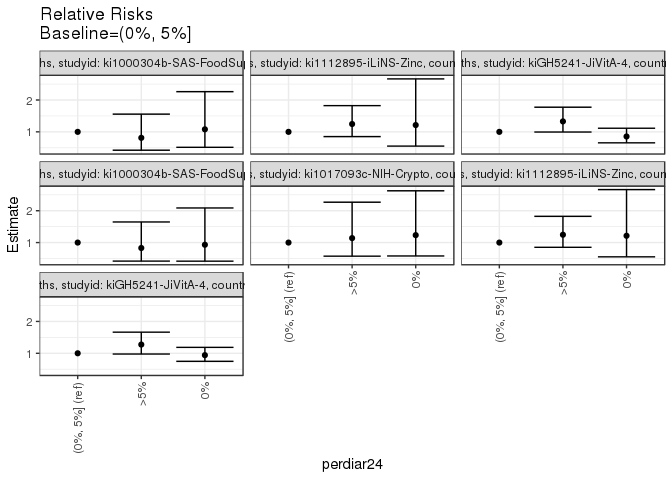 Relative Risks
Baseline=(0%, 5%]
ths, studyid: ki1000304b-SAS-FoodSup
s, studyid: ki1112895-iLiNS-Zinc, coun
ths, studyid: kiGH5241-JiVitA-4, countr
2
1
ths, studyid: ki1000304b-SAS-FoodSup
s, studyid: ki1017093c-NIH-Crypto, cou
s, studyid: ki1112895-iLiNS-Zinc, coun
2
1
Estimate
ths, studyid: kiGH5241-JiVitA-4, countr
2
1
(0%, 5%] (ref)
>5%
0%
(0%, 5%] (ref)
>5%
0%
(0%, 5%] (ref)
>5%
0%
perdiar24